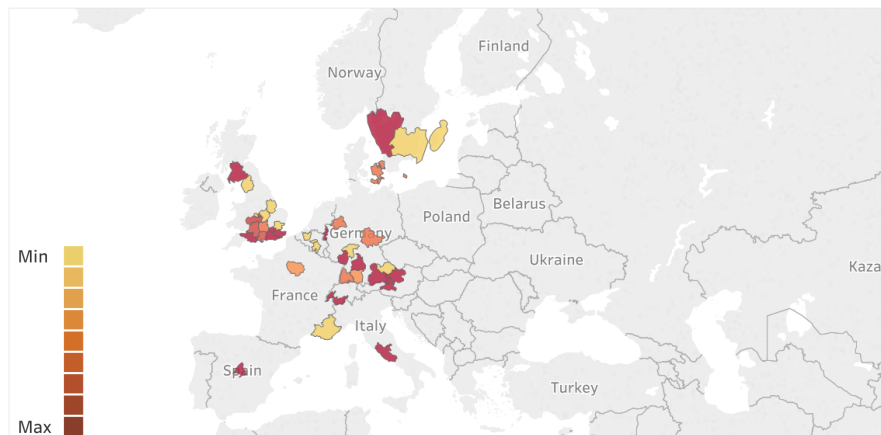 Finland
Norway
Belarus
Poland
Germany
Min
Ukraine
Kaza
France
Italy
Spain
Turkey
Max